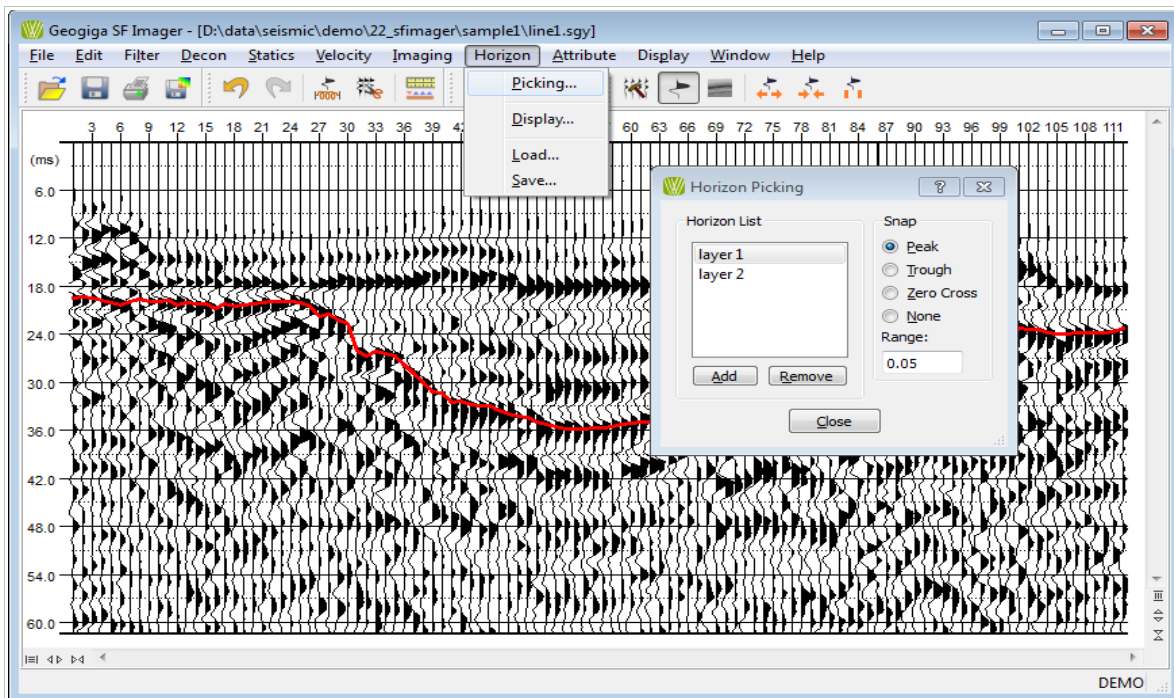 Geogiga SF Imager - [D:\data\seismic\demo\22_sfimager\sample1\line1.sgy]
File Edit Filter Decon Statics Velocity Imaging Horizon Attribute Display Window Help
Picking...
Display...
Load...
Save...
3 6 9 12 15 18 21 24 27 30 33 36 39 60 63 66 69 72 75 78 81 84 87 90 93 96 99 102 105 108 111
(ms)
6.0
12.0
18.0
24.0
30.0
36.0
42.0
48.0
54.0
60.0
Horizon Picking
Horizon List
layer 1
layer 2
Add Remove
Snap
Peak
Trough
Zero Cross
None
Range:
0.05
Close
DEMO